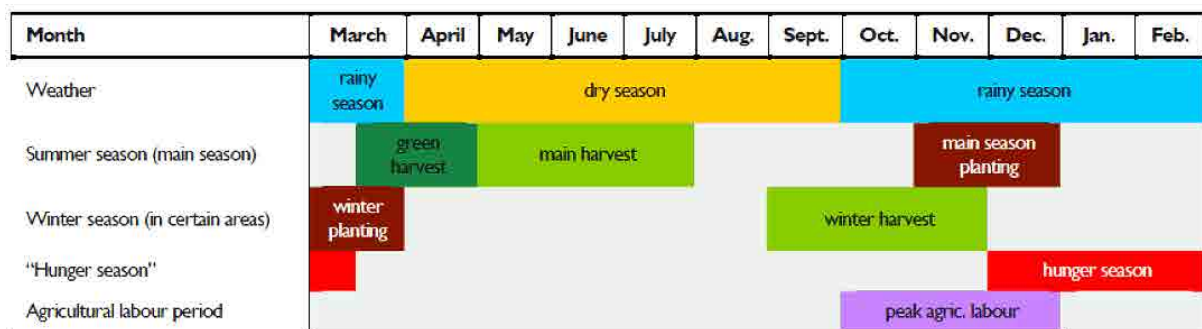 Month March April May June July Aug. Sept. Oct. Nov. Dec. Jan. Feb.
Weather
rainy
season
dry season
rainy season
Summer season (main season)
green
harvest
main harvest
main season
planting
Winter season (in certain areas)
winter
planting
winter harvest
“Hunger season”
hunger season
Agricultural labour period
peak agric. labour